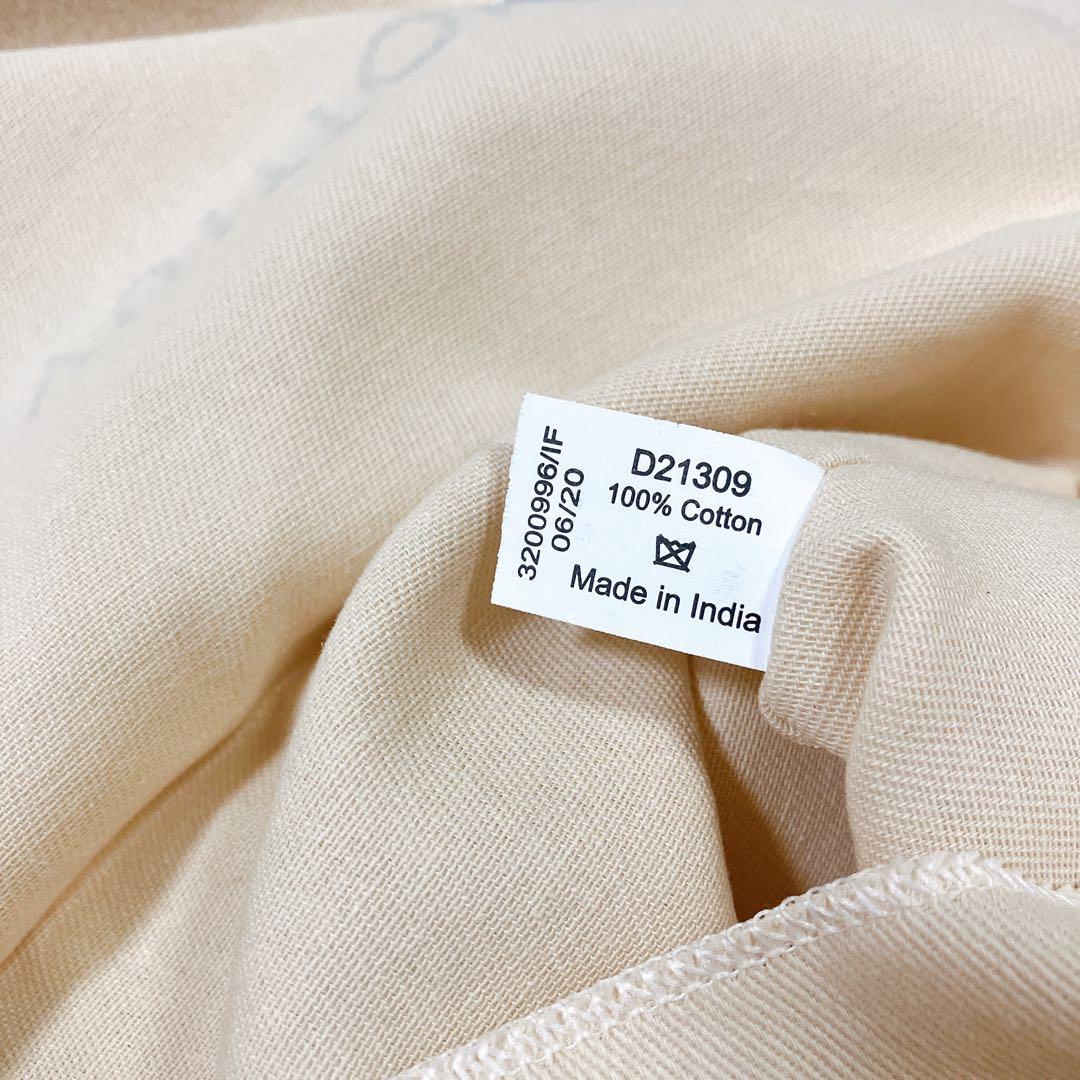 D21309
100% Cotton
Made in India
3200996/IF
06/20